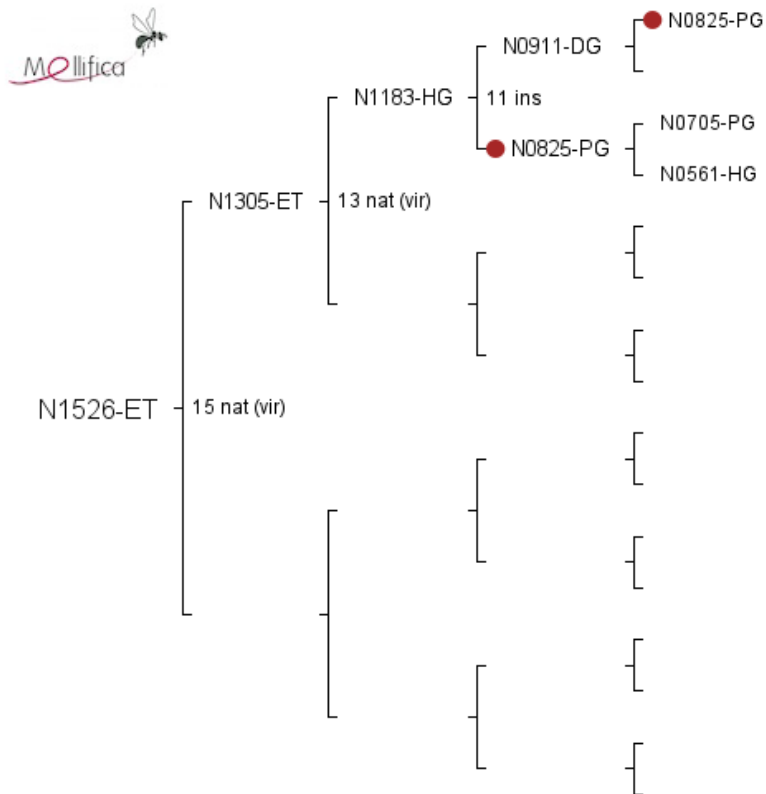 Mellifica
N0825-PG
N0911-DG
N1183-HG
11 ins
N0705-PG
N0825-PG
N0561-HG
N1305-ET
13 nat (vir)
N1526-ET
15 nat (vir)